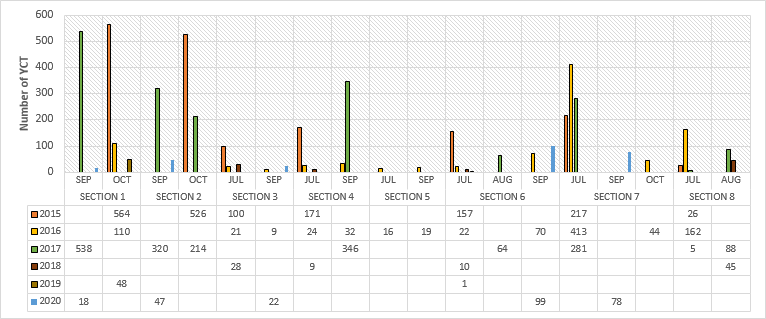 600
500
400
300
200
100
0
Number of YCT
SEP OCT SEP OCT JUL SEP JUL SEP JUL SEP JUL AUG SEP JUL SEP OCT JUL AUG
SECTION 1 SECTION 2 SECTION 3 SECTION 4 SECTION 5 SECTION 6 SECTION 7 SECTION 8
2015 564 526 100 171 157 217 26
2016 110 21 9 24 32 16 19 22 70 413 44 162
2017 538 320 214 346 64 281 5 88
2018 28 9 10 45
2019 48 1
2020 18 47 22 99 78